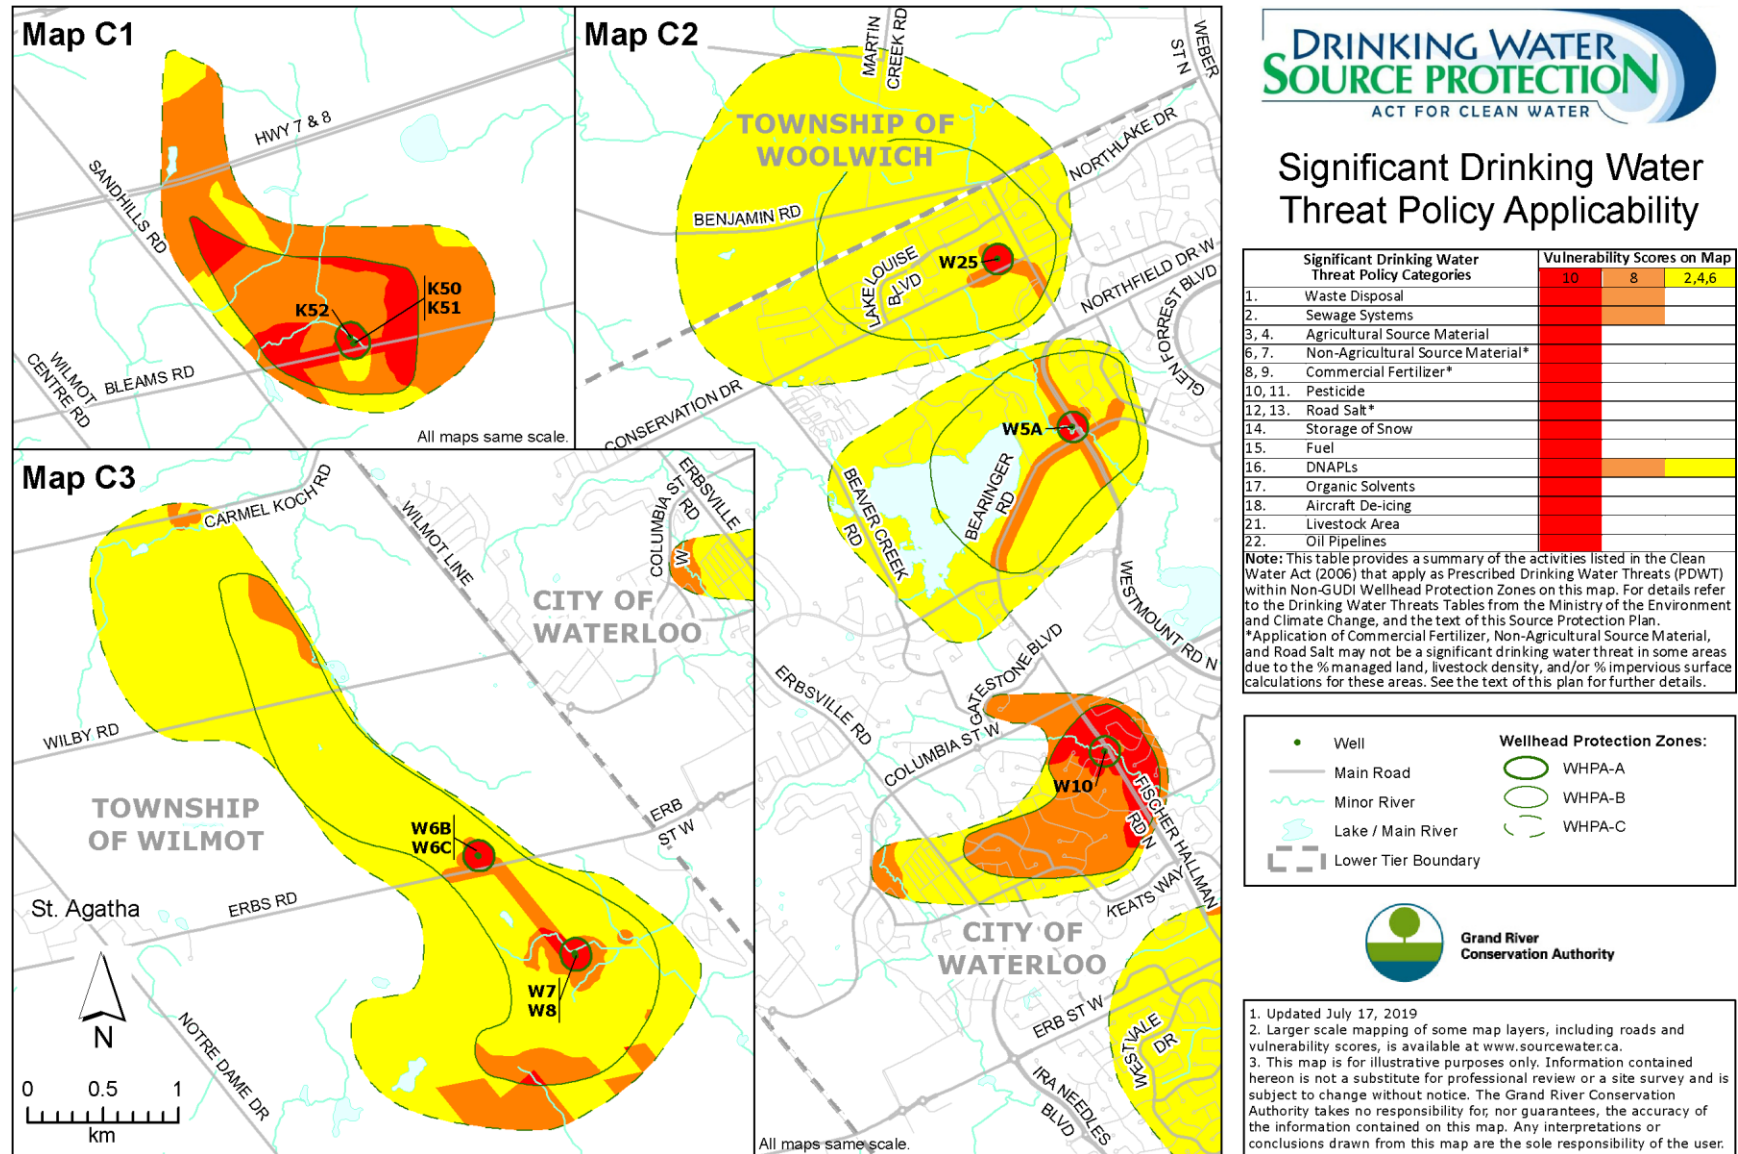 Map C1
HWY 7 & 8
SANDHILLS RD
K50
K51
K52
BLEAMS RD
WILMOT
CENTRE RD
All maps same scale.
Map C2
MARTIN
CREEK RD
WEBER
ST N
TOWNSHIP OF
WOOLWICH
NORTHLAKE DR
BENJAMIN RD
W25
LAKE LOUISE
BLVD
NORTHFIELD DR W
GLEN FORREST BLVD
CONSERVATION DR
W5A
BEARINGER
RD
BEAVER CREEK
RD
WESTMOUNT RD N
GATESTONE BLVD
ERBSVILLE RD
COLUMBIA ST W
W10
FISCHER HALLMAN
RD N
KEATS WAY
CITY OF
WATERLOO
ERB ST W
WESTVALE
DR
IRA NEEDLES
BLVD
All maps same scale.
Map C3
CARMEL KOCH RD
WILMOT LINE
COLUMBIA ST
W
ERBSVILLE
RD
CITY OF
WATERLOO
WILBY RD
TOWNSHIP
OF WILMOT
W6B
W6C
ERB
ST W
ERBS RD
St. Agatha
W7
W8
NOTRE DAME DR
N
0 0.5 1
km
DRINKING WATER
SOURCE PROTECTION
ACT FOR CLEAN WATER
Significant Drinking Water
Threat Policy Applicability
Significant Drinking Water
Threat Policy Categories
Vulnerability Scores on Map
10 8 2,4,6
1. Waste Disposal
2. Sewage Systems
3, 4. Agricultural Source Material
6, 7. Non-Agricultural Source Material*
8, 9. Commercial Fertilizer*
10, 11. Pesticide
12, 13. Road Salt*
14. Storage of Snow
15. Fuel
16. DNAPLs
17. Organic Solvents
18. Aircraft De-icing
21. Livestock Area
22. Oil Pipelines
Note: This table provides a summary of the activities listed in the Clean
Water Act (2006) that apply as Prescribed Drinking Water Threats (PDWT)
within Non-GUDI Wellhead Protection Zones on this map. For details refer
to the Drinking Water Threats Tables from the Ministry of the Environment
and Climate Change, and the text of this Source Protection Plan.
*Application of Commercial Fertilizer, Non-Agricultural Source Material,
and Road Salt may not be a significant drinking water threat in some areas
due to the % managed land, livestock density, and/or % impervious surface
calculations for these areas. See the text of this plan for further details.
Well
Main Road
Minor River
Lake / Main River
Lower Tier Boundary
Wellhead Protection Zones:
WHPA-A
WHPA-B
WHPA-C
Grand River
Conservation Authority
1. Updated July 17, 2019
2. Larger scale mapping of some map layers, including roads and
vulnerability scores, is available at www.sourcewater.ca.
3. This map is for illustrative purposes only. Information contained
hereon is not a substitute for professional review or a site survey and is
subject to change without notice. The Grand River Conservation
Authority takes no responsibility for, nor guarantees, the accuracy of
the information contained on this map. Any interpretations or
conclusions drawn from this map are the sole responsibility of the user.